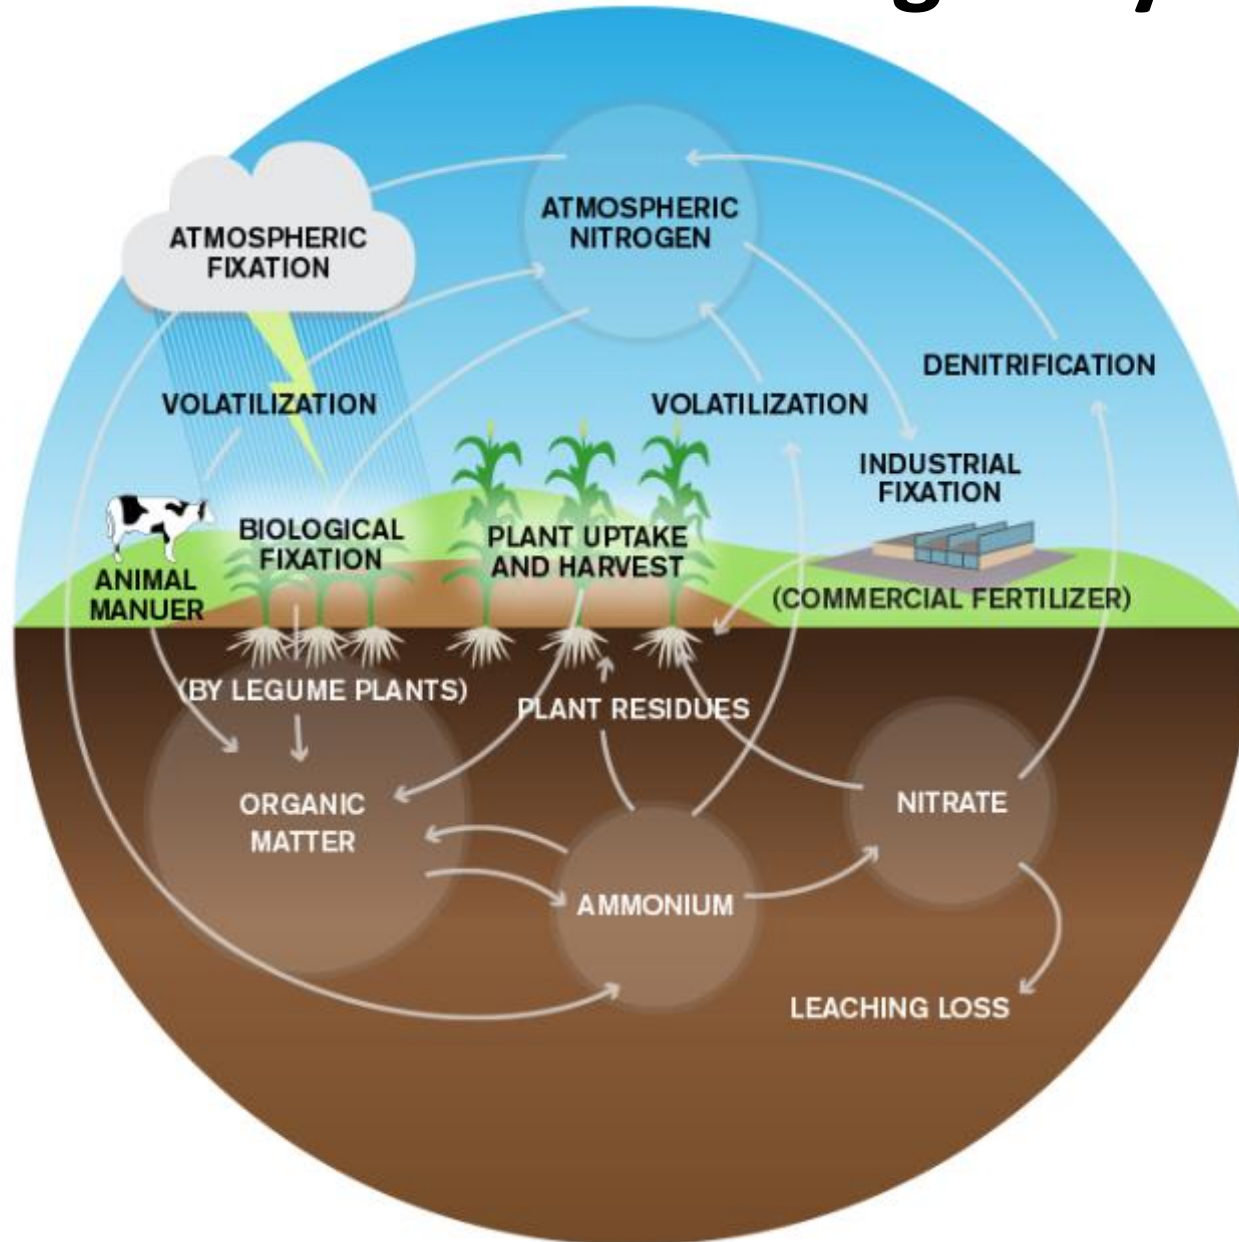 ATMOSPHERIC
NITROGEN
ATMOSPHERIC
FIXATION
DENITRIFICATION
VOLATILIZATION
VOLATILIZATION
INDUSTRIAL
FIXATION
BIOLOGICAL
FIXATION
PLANT UPTAKE
AND HARVEST
ANIMAL
MANUER
(COMMERCIAL FERTILIZER)
(BY LEGUME PLANTS)
PLANT RESIDUES
ORGANIC
MATTER
NITRATE
AMMONIUM
LEACHING LOSS